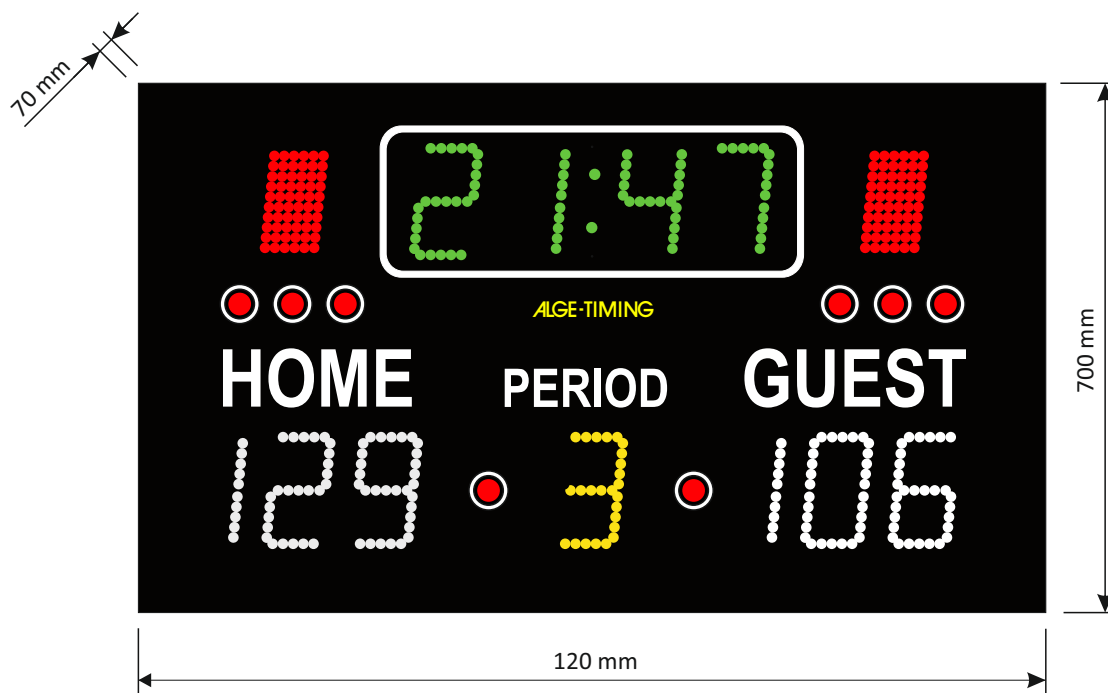 70 mm
21:47
ALGE-TIMING
HOME
PERIOD
GUEST
700 mm
129
3
106
120 mm